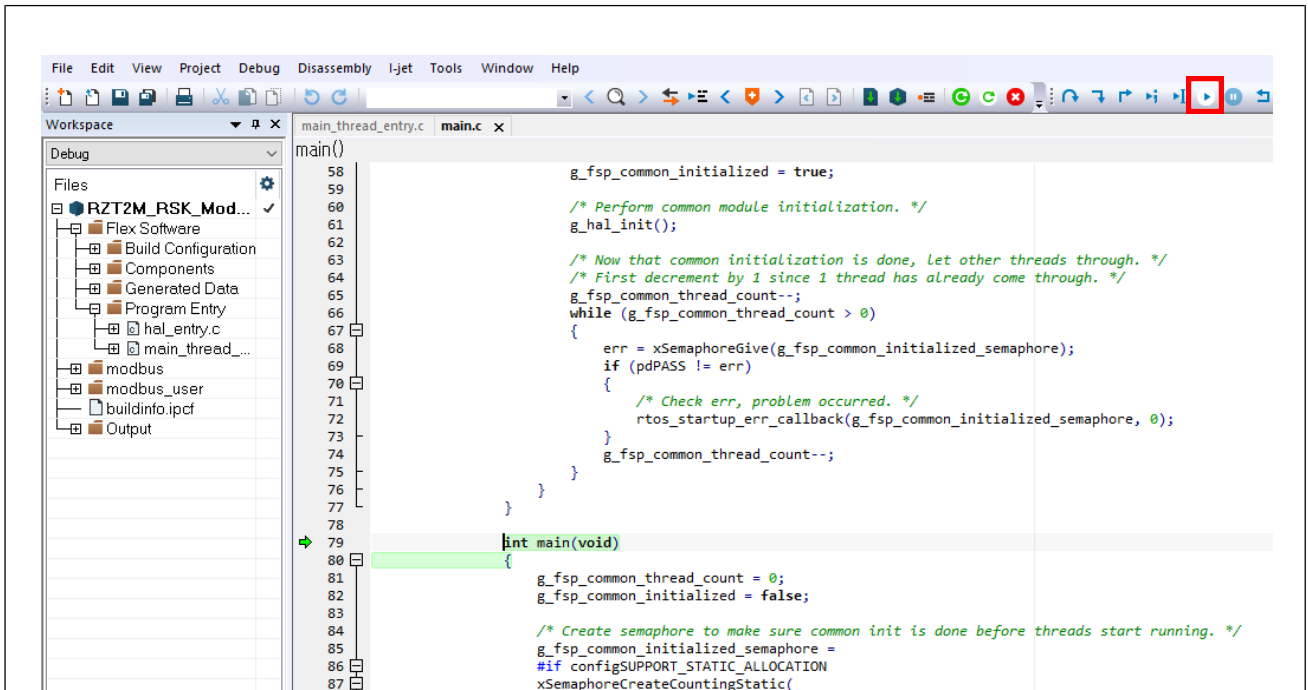 File Edit View Project Debug Disassembly I-jet Tools Window Help
Workspace
main_thread_entry.c main.c
Debug
main()
Files
RZT2M_RSK_Mod...
Flex Software
Build Configuration
Components
Generated Data
Program Entry
hal_entry.c
main_thread_...
modbus
modbus_user
buildinfo.ipcf
Output
58 g_fsp_common_initialized = true;
59
60 /* Perform common module initialization. */
61 g_hal_init();
62
63 /* Now that common initialization is done, let other threads through. */
64 /* First decrement by 1 since 1 thread has already come through. */
65 g_fsp_common_thread_count--;
66 while (g_fsp_common_thread_count > 0)
67 {
68 err = xSemaphoreGive(g_fsp_common_initialized_semaphore);
69 if (pdPASS != err)
70 {
71 /* Check err, problem occurred. */
72 rtos_startup_err_callback(g_fsp_common_initialized_semaphore, 0);
73 }
74 g_fsp_common_thread_count--;
75 }
76 }
77 }
78
79 int main(void)
80 {
81 g_fsp_common_thread_count = 0;
82 g_fsp_common_initialized = false;
83
84 /* Create semaphore to make sure common init is done before threads start running. */
85 g_fsp_common_initialized_semaphore =
86 #if configSUPPORT_STATIC_ALLOCATION
87 xSemaphoreCreateCountingStatic(